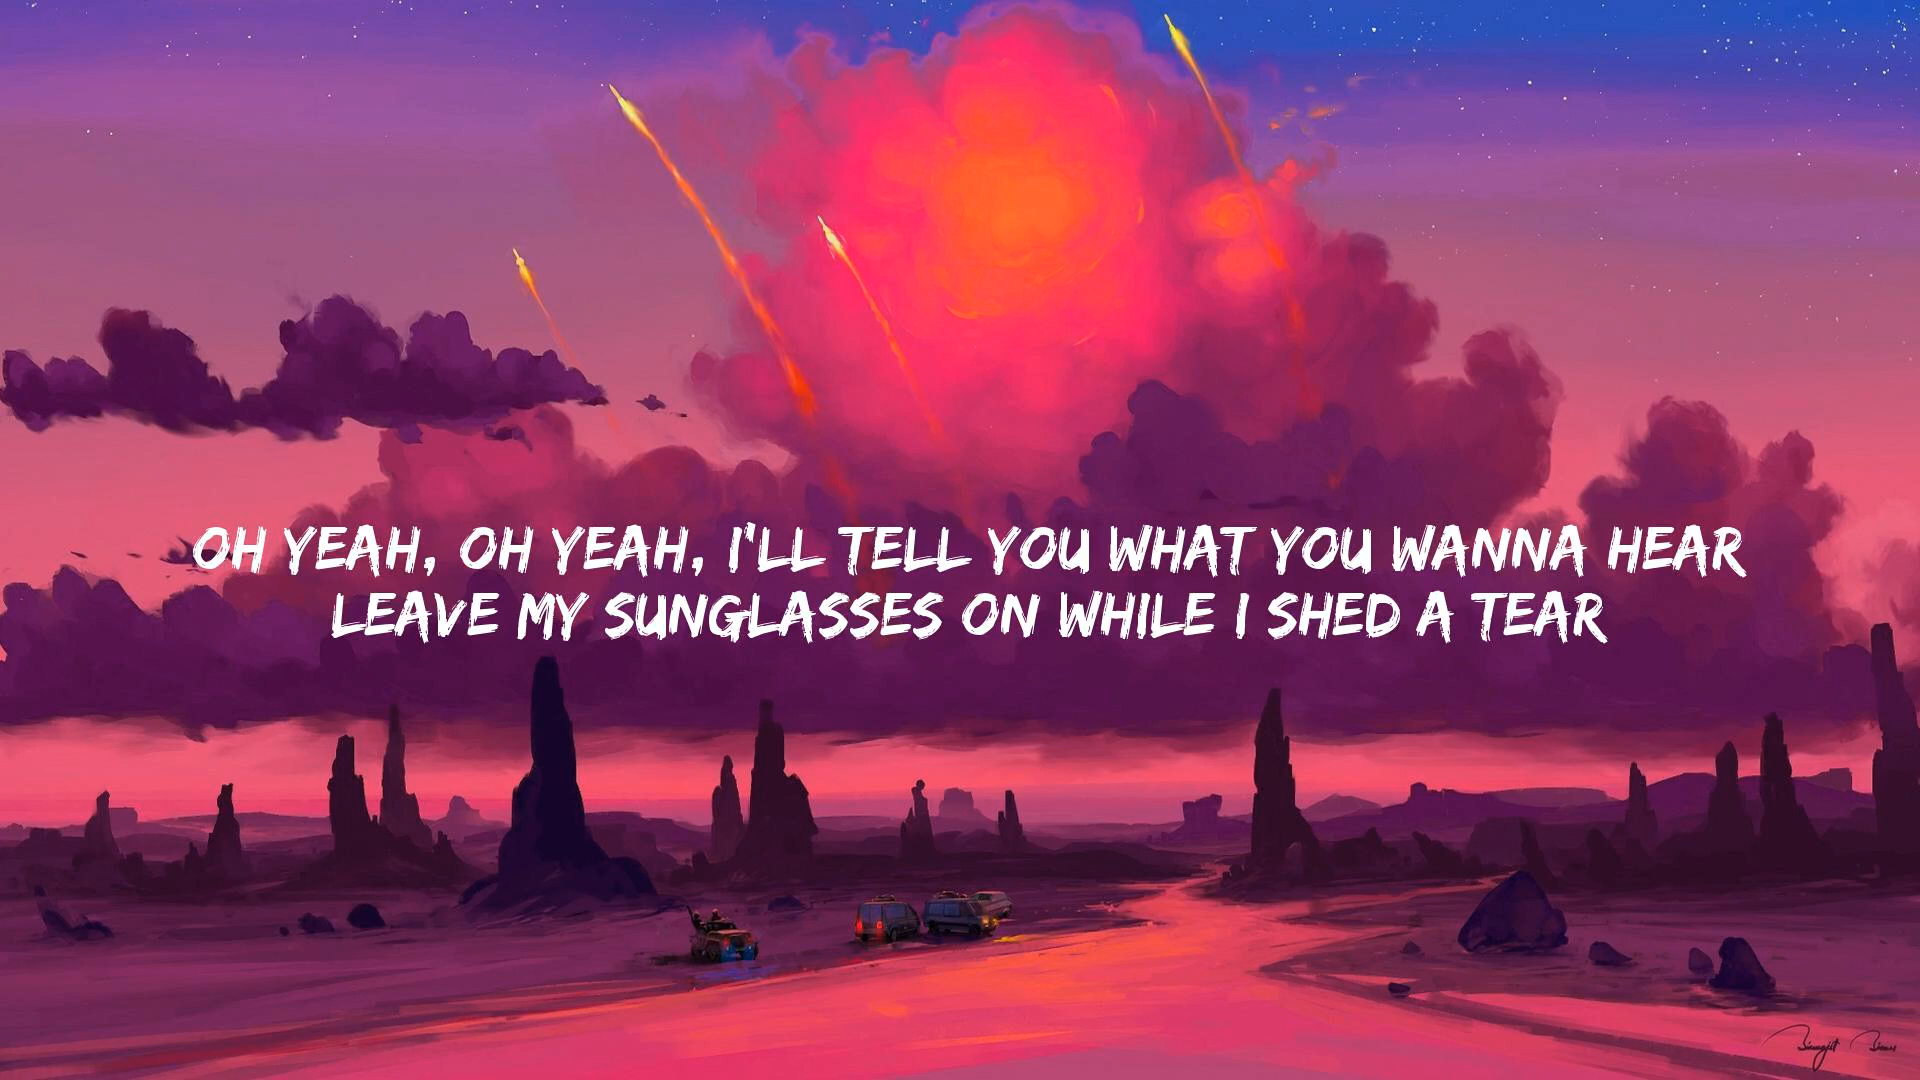 OH YEAH, OH YEAH, I'LL TELL YOU WHAT YOU WANNA HEAR
LEAVE MY SUNGLASSES ON WHILE I SHED A TEAR